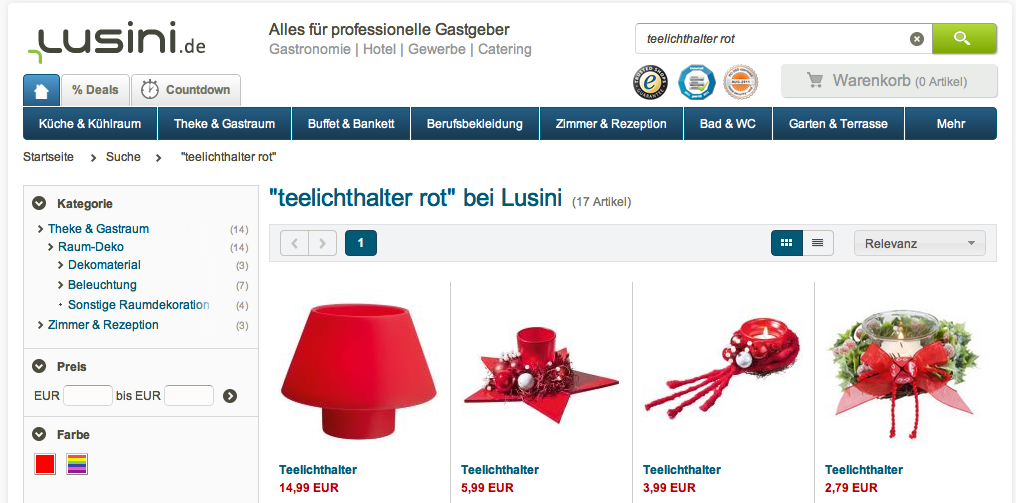 Lusini.de
Alles für professionelle Gastgeber
Gastronomie | Hotel | Gewerbe | Catering
teelichthalter rot
% Deals
Countdown
Warenkorb (0 Artikel)
Küche & Kühlraum
Theke & Gastraum
Buffet & Bankett
Berufsbekleidung
Zimmer & Rezeption
Bad & WC
Garten & Terrasse
Mehr
Startseite > Suche > "teelichthalter rot"
Kategorie
Theke & Gastraum (14)
Raum-Deko (14)
Dekomaterial (3)
Beleuchtung (7)
Sonstige Raumdekoration (4)
Zimmer & Rezeption (3)
Preis
EUR bis EUR
Farbe
"teelichthalter rot" bei Lusini (17 Artikel)
1
Relevanz
Teelichthalter
14,99 EUR
Teelichthalter
5,99 EUR
Teelichthalter
3,99 EUR
Teelichthalter
2,79 EUR